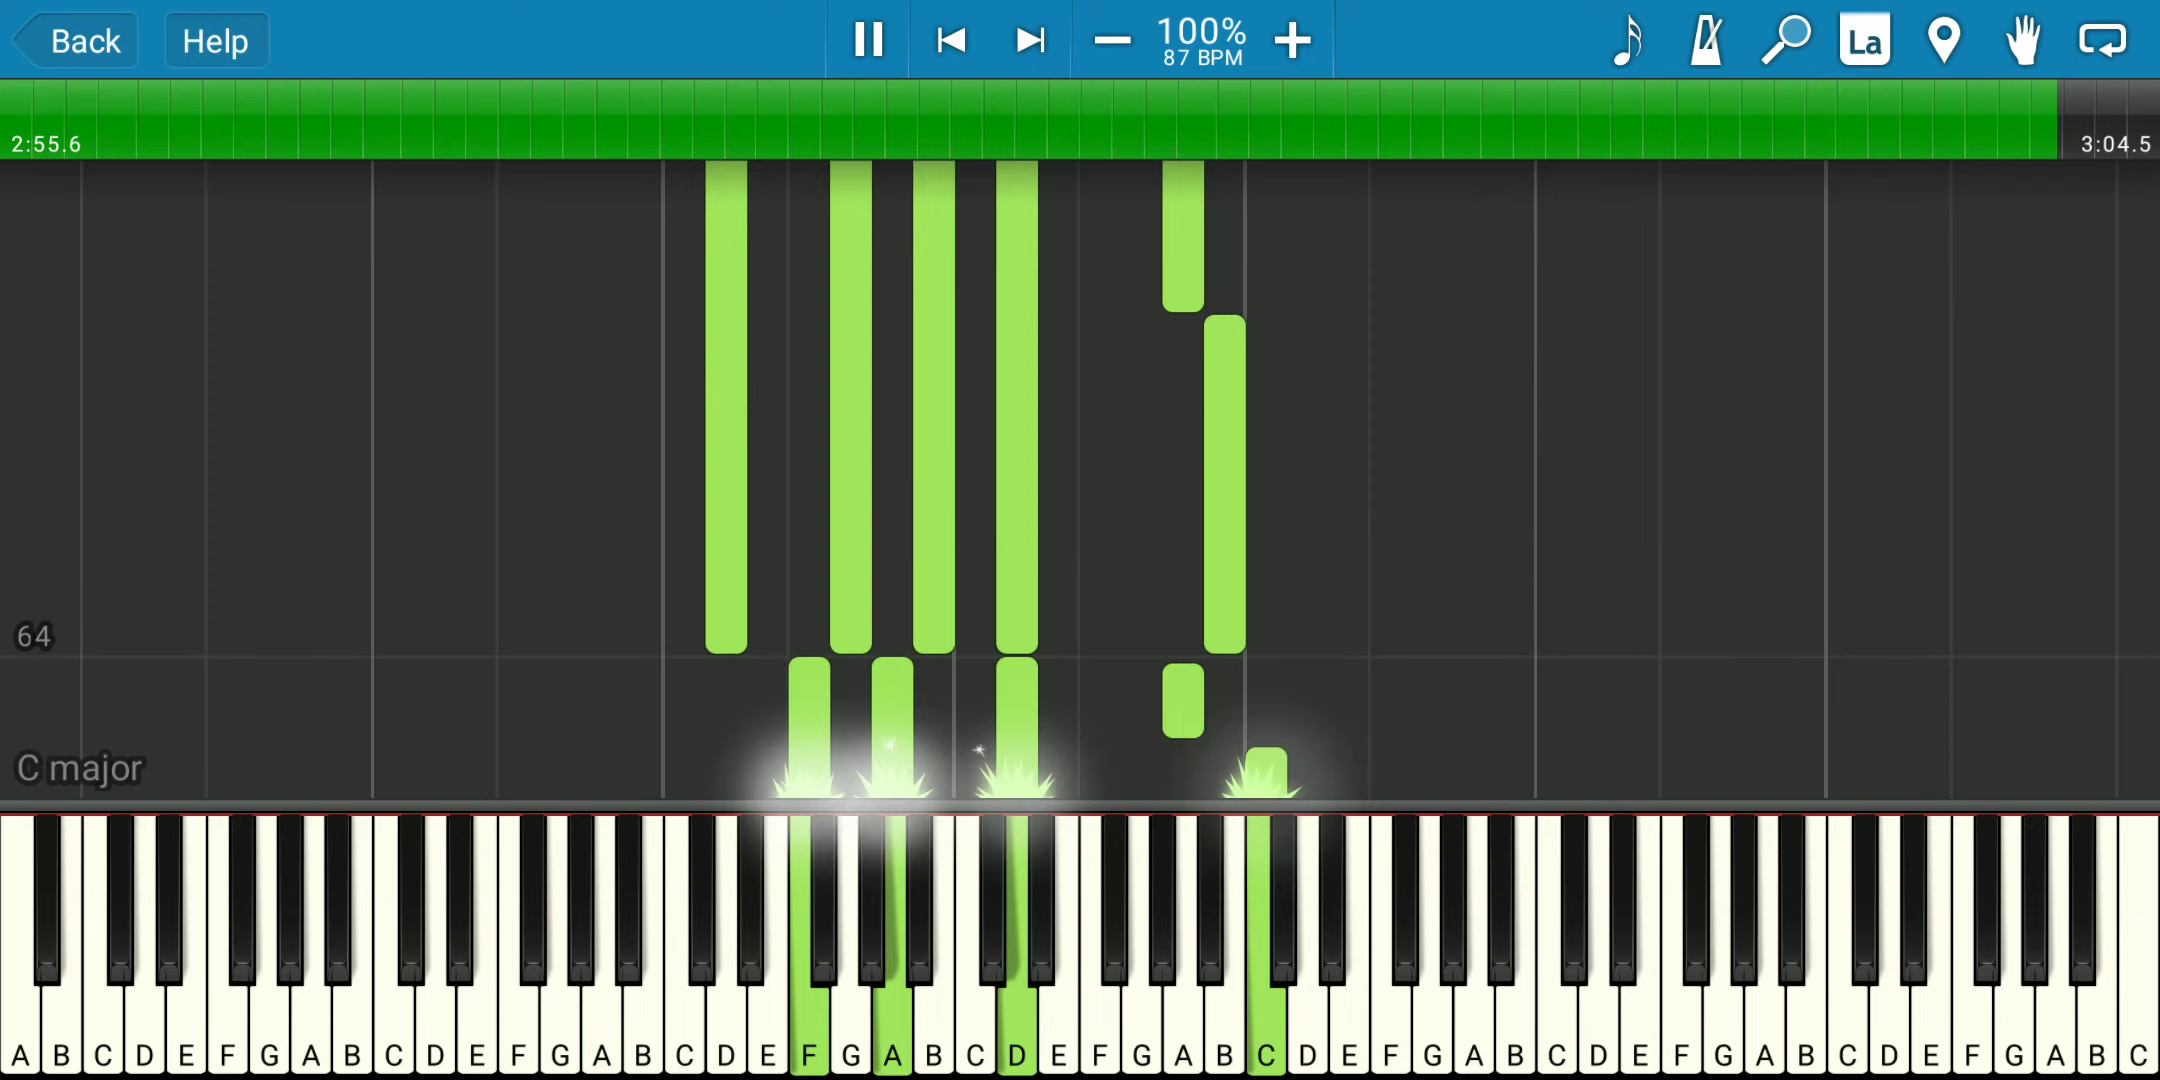 Back Help 100% La
87 BPM
2:55.6 3:04.5
64
C major
A B C D E F G A B C D E F G A B C D E F G A B C D E F G A B C D E F G A B C D E F G A B C D E F G A B C